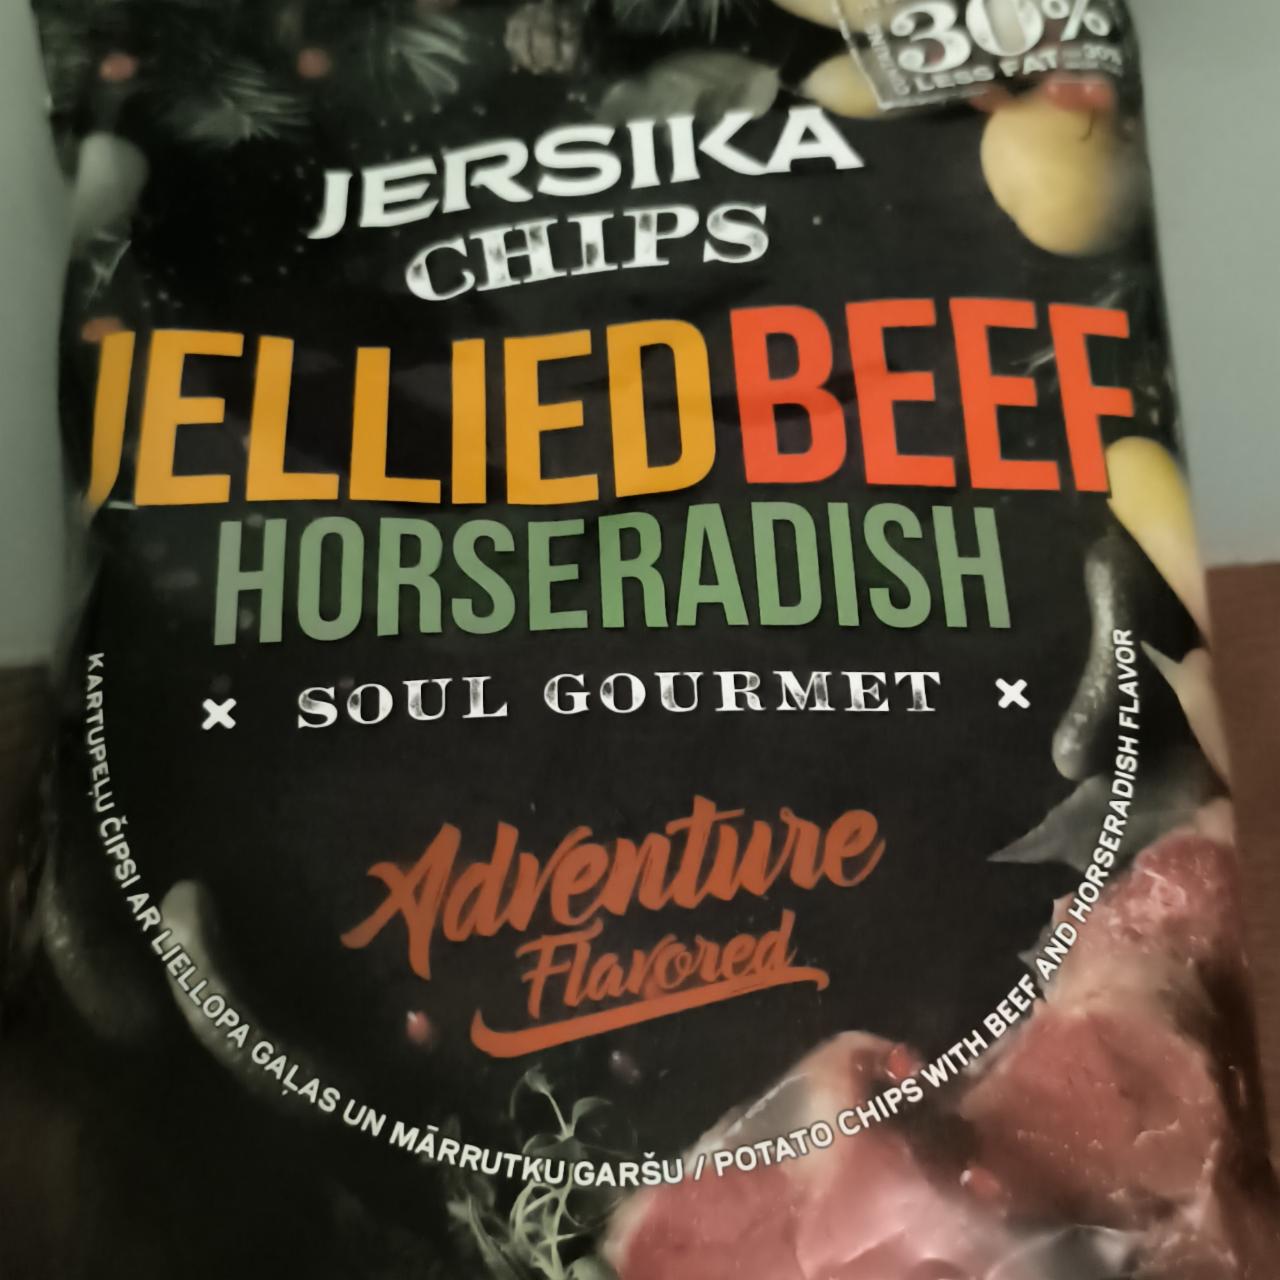 30%
LESS FAT
JERSIKA
CHIPS
JELLIED BEEF
HORSERADISH
× SOUL GOURMET ×
Adventure
Flavored
KARTUPEĻU ČIPSI AR LIELLOPA GAĻAS UN MĀRRUTKU GARŠU / POTATO CHIPS WITH BEEF AND HORSERADISH FLAVOR